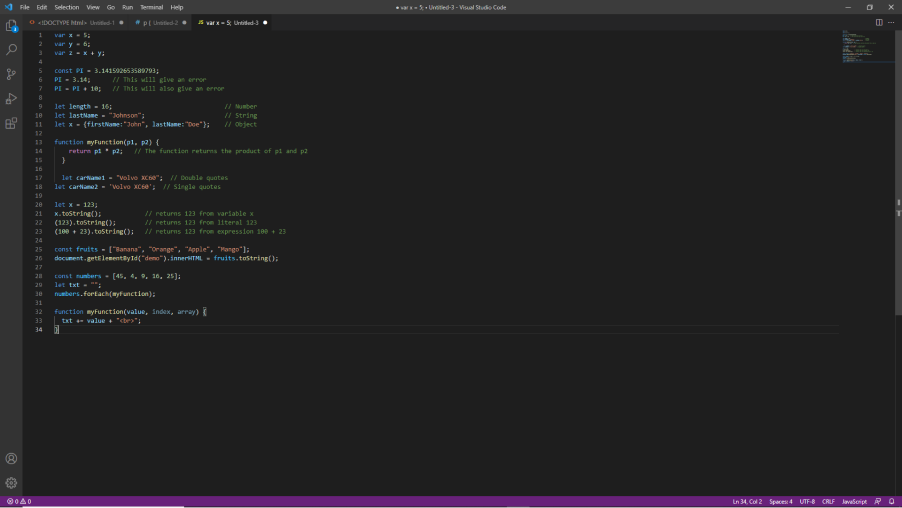 File Edit Selection View Go Run Terminal Help
● var x = 5; • Untitled-3 - Visual Studio Code
<!DOCTYPE html> Untitled-1
# p { Untitled-2
JS var x = 5; Untitled-3
1 var x = 5;
2 var y = 6;
3 var z = x + y;
4
5 const PI = 3.141592653589793;
6 PI = 3.14; // This will give an error
7 PI = PI + 10; // This will also give an error
8
9 let length = 16; // Number
10 let lastName = "Johnson"; // String
11 let x = {firstName:"John", lastName:"Doe"}; // Object
12
13 function myFunction(p1, p2) {
14 return p1 * p2; // The function returns the product of p1 and p2
15 }
16
17 let carName1 = "Volvo XC60"; // Double quotes
18 let carName2 = 'Volvo XC60'; // Single quotes
19
20 let x = 123;
21 x.toString(); // returns 123 from variable x
22 (123).toString(); // returns 123 from literal 123
23 (100 + 23).toString(); // returns 123 from expression 100 + 23
24
25 const fruits = ["Banana", "Orange", "Apple", "Mango"];
26 document.getElementById("demo").innerHTML = fruits.toString();
27
28 const numbers = [45, 4, 9, 16, 25];
29 let txt = "";
30 numbers.forEach(myFunction);
31
32 function myFunction(value, index, array) {
33 txt += value + "<br>";
34 }
0 0
Ln 34, Col 2 Spaces: 4 UTF-8 CRLF JavaScript